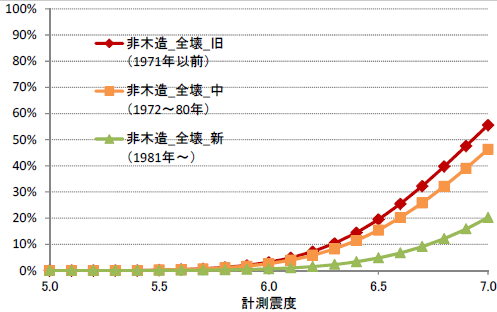 100%
90%
80%
70%
60%
50%
40%
30%
20%
10%
0%
非木造_全壊_旧
（1971年以前）
非木造_全壊_中
（1972～80年）
非木造_全壊_新
（1981年～）
5.0 5.5 6.0 6.5 7.0
計測震度